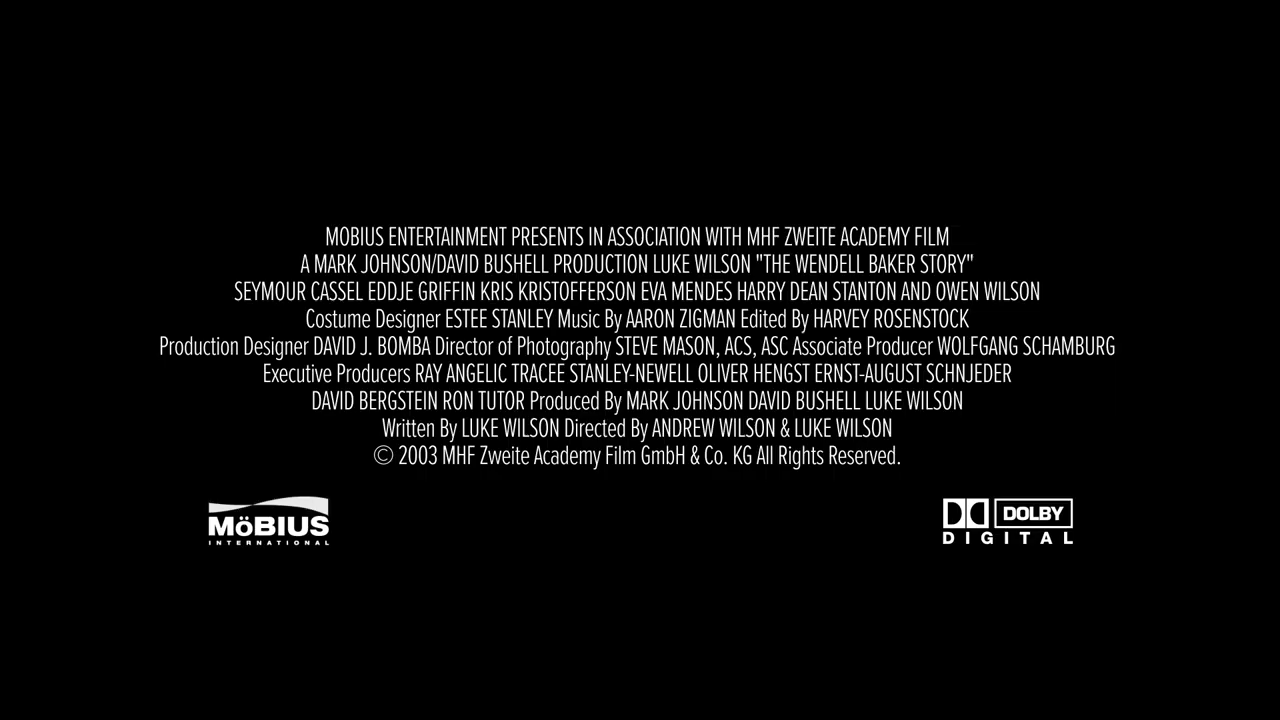 MOBIUS ENTERTAINMENT PRESENTS IN ASSOCIATION WITH MHF ZWEITE ACADEMY FILM
A MARK JOHNSON/DAVID BUSHELL PRODUCTION LUKE WILSON "THE WENDELL BAKER STORY"
SEYMOUR CASSEL EDDJE GRIFFIN KRIS KRISTOFFERSON EVA MENDES HARRY DEAN STANTON AND OWEN WILSON
Costume Designer ESTEE STANLEY Music By AARON ZIGMAN Edited By HARVEY ROSENSTOCK
Production Designer DAVID J. BOMBA Director of Photography STEVE MASON, ACS, ASC Associate Producer WOLFGANG SCHAMBURG
Executive Producers RAY ANGELIC TRACEE STANLEY-NEWELL OLIVER HENGST ERNST-AUGUST SCHNJEDER
DAVID BERGSTEIN RON TUTOR Produced By MARK JOHNSON DAVID BUSHELL LUKE WILSON
Written By LUKE WILSON Directed By ANDREW WILSON & LUKE WILSON
© 2003 MHF Zweite Academy Film GmbH & Co. KG All Rights Reserved.
MöBIUS
INTERNATIONAL
DOLBY
DIGITAL